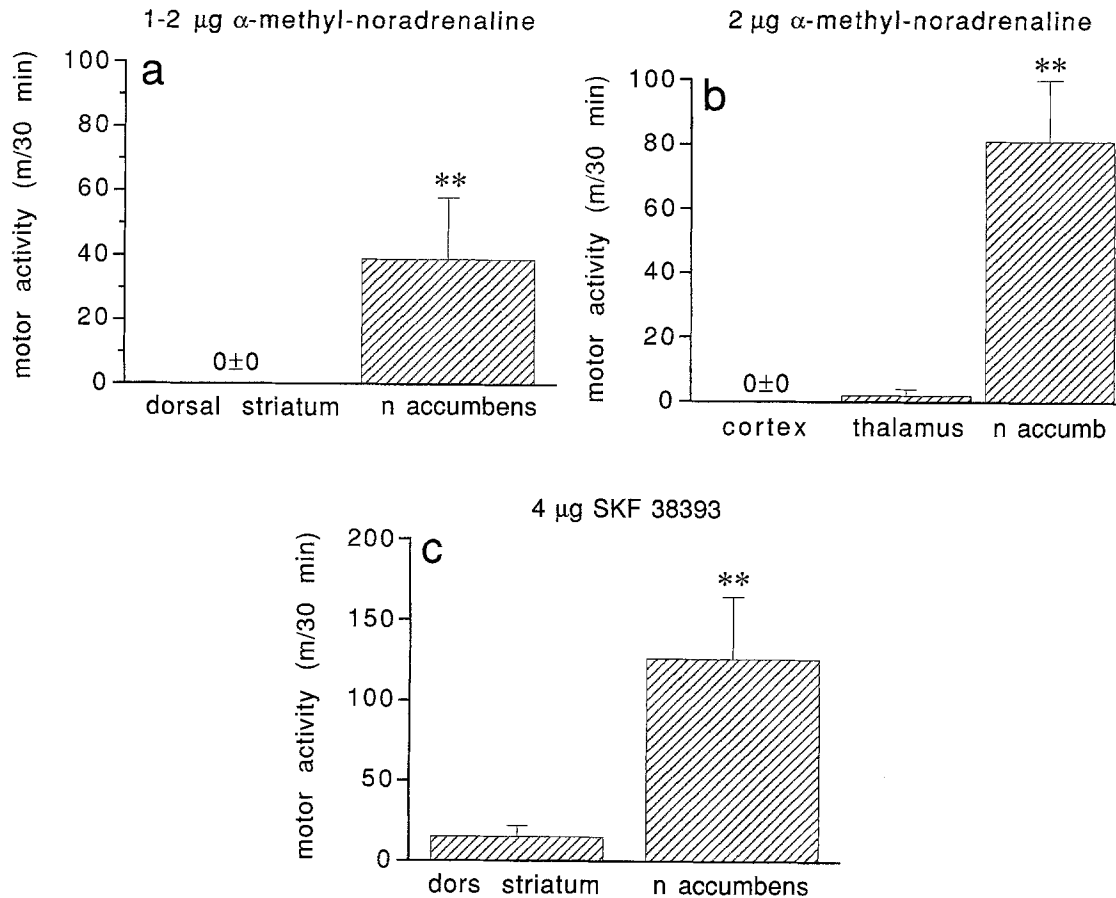 1-2 μg α-methyl-noradrenaline
a
motor activity (m/30 min)
100
80
60
40
20
0
**
0±0
dorsal striatum
n accumbens
2 μg α-methyl-noradrenaline
b
motor activity (m/30 min)
100
80
60
40
20
0
**
0±0
cortex
thalamus
n accumb
4 μg SKF 38393
c
motor activity (m/30 min)
200
150
100
50
0
**
dors striatum
n accumbens